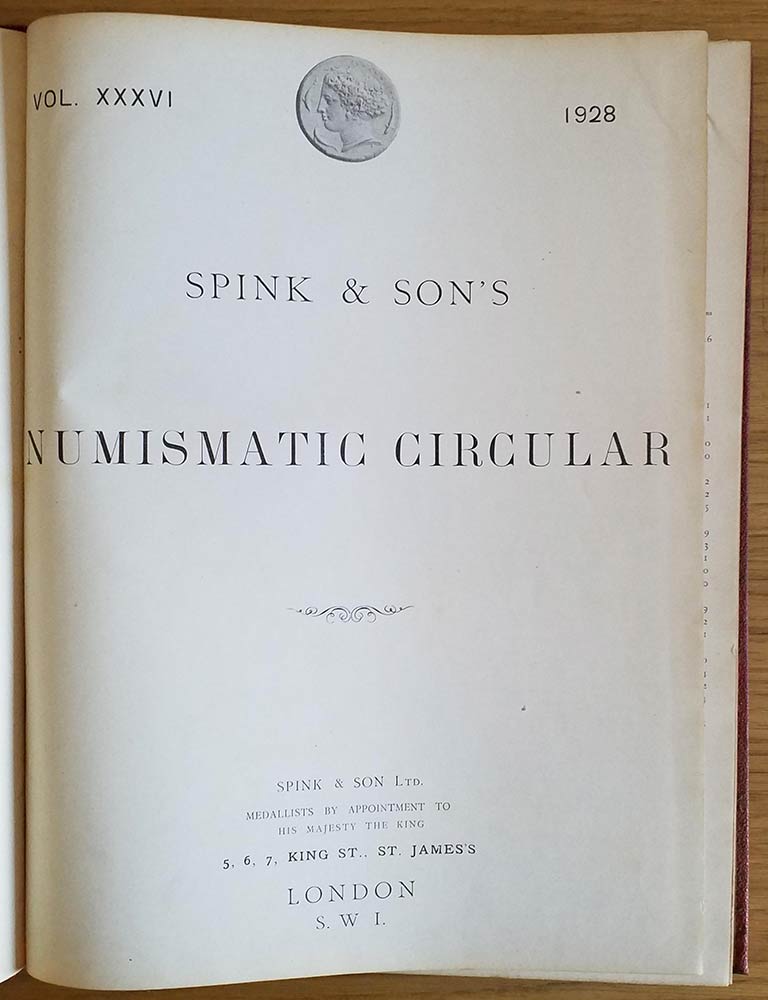 VOL. XXXVI
1928
SPINK & SON'S
NUMISMATIC CIRCULAR
SPINK & SON LTD.
MEDALLISTS BY APPOINTMENT TO
HIS MAJESTY THE KING
5, 6, 7, KING ST., ST. JAMES'S
LONDON
S. W I.